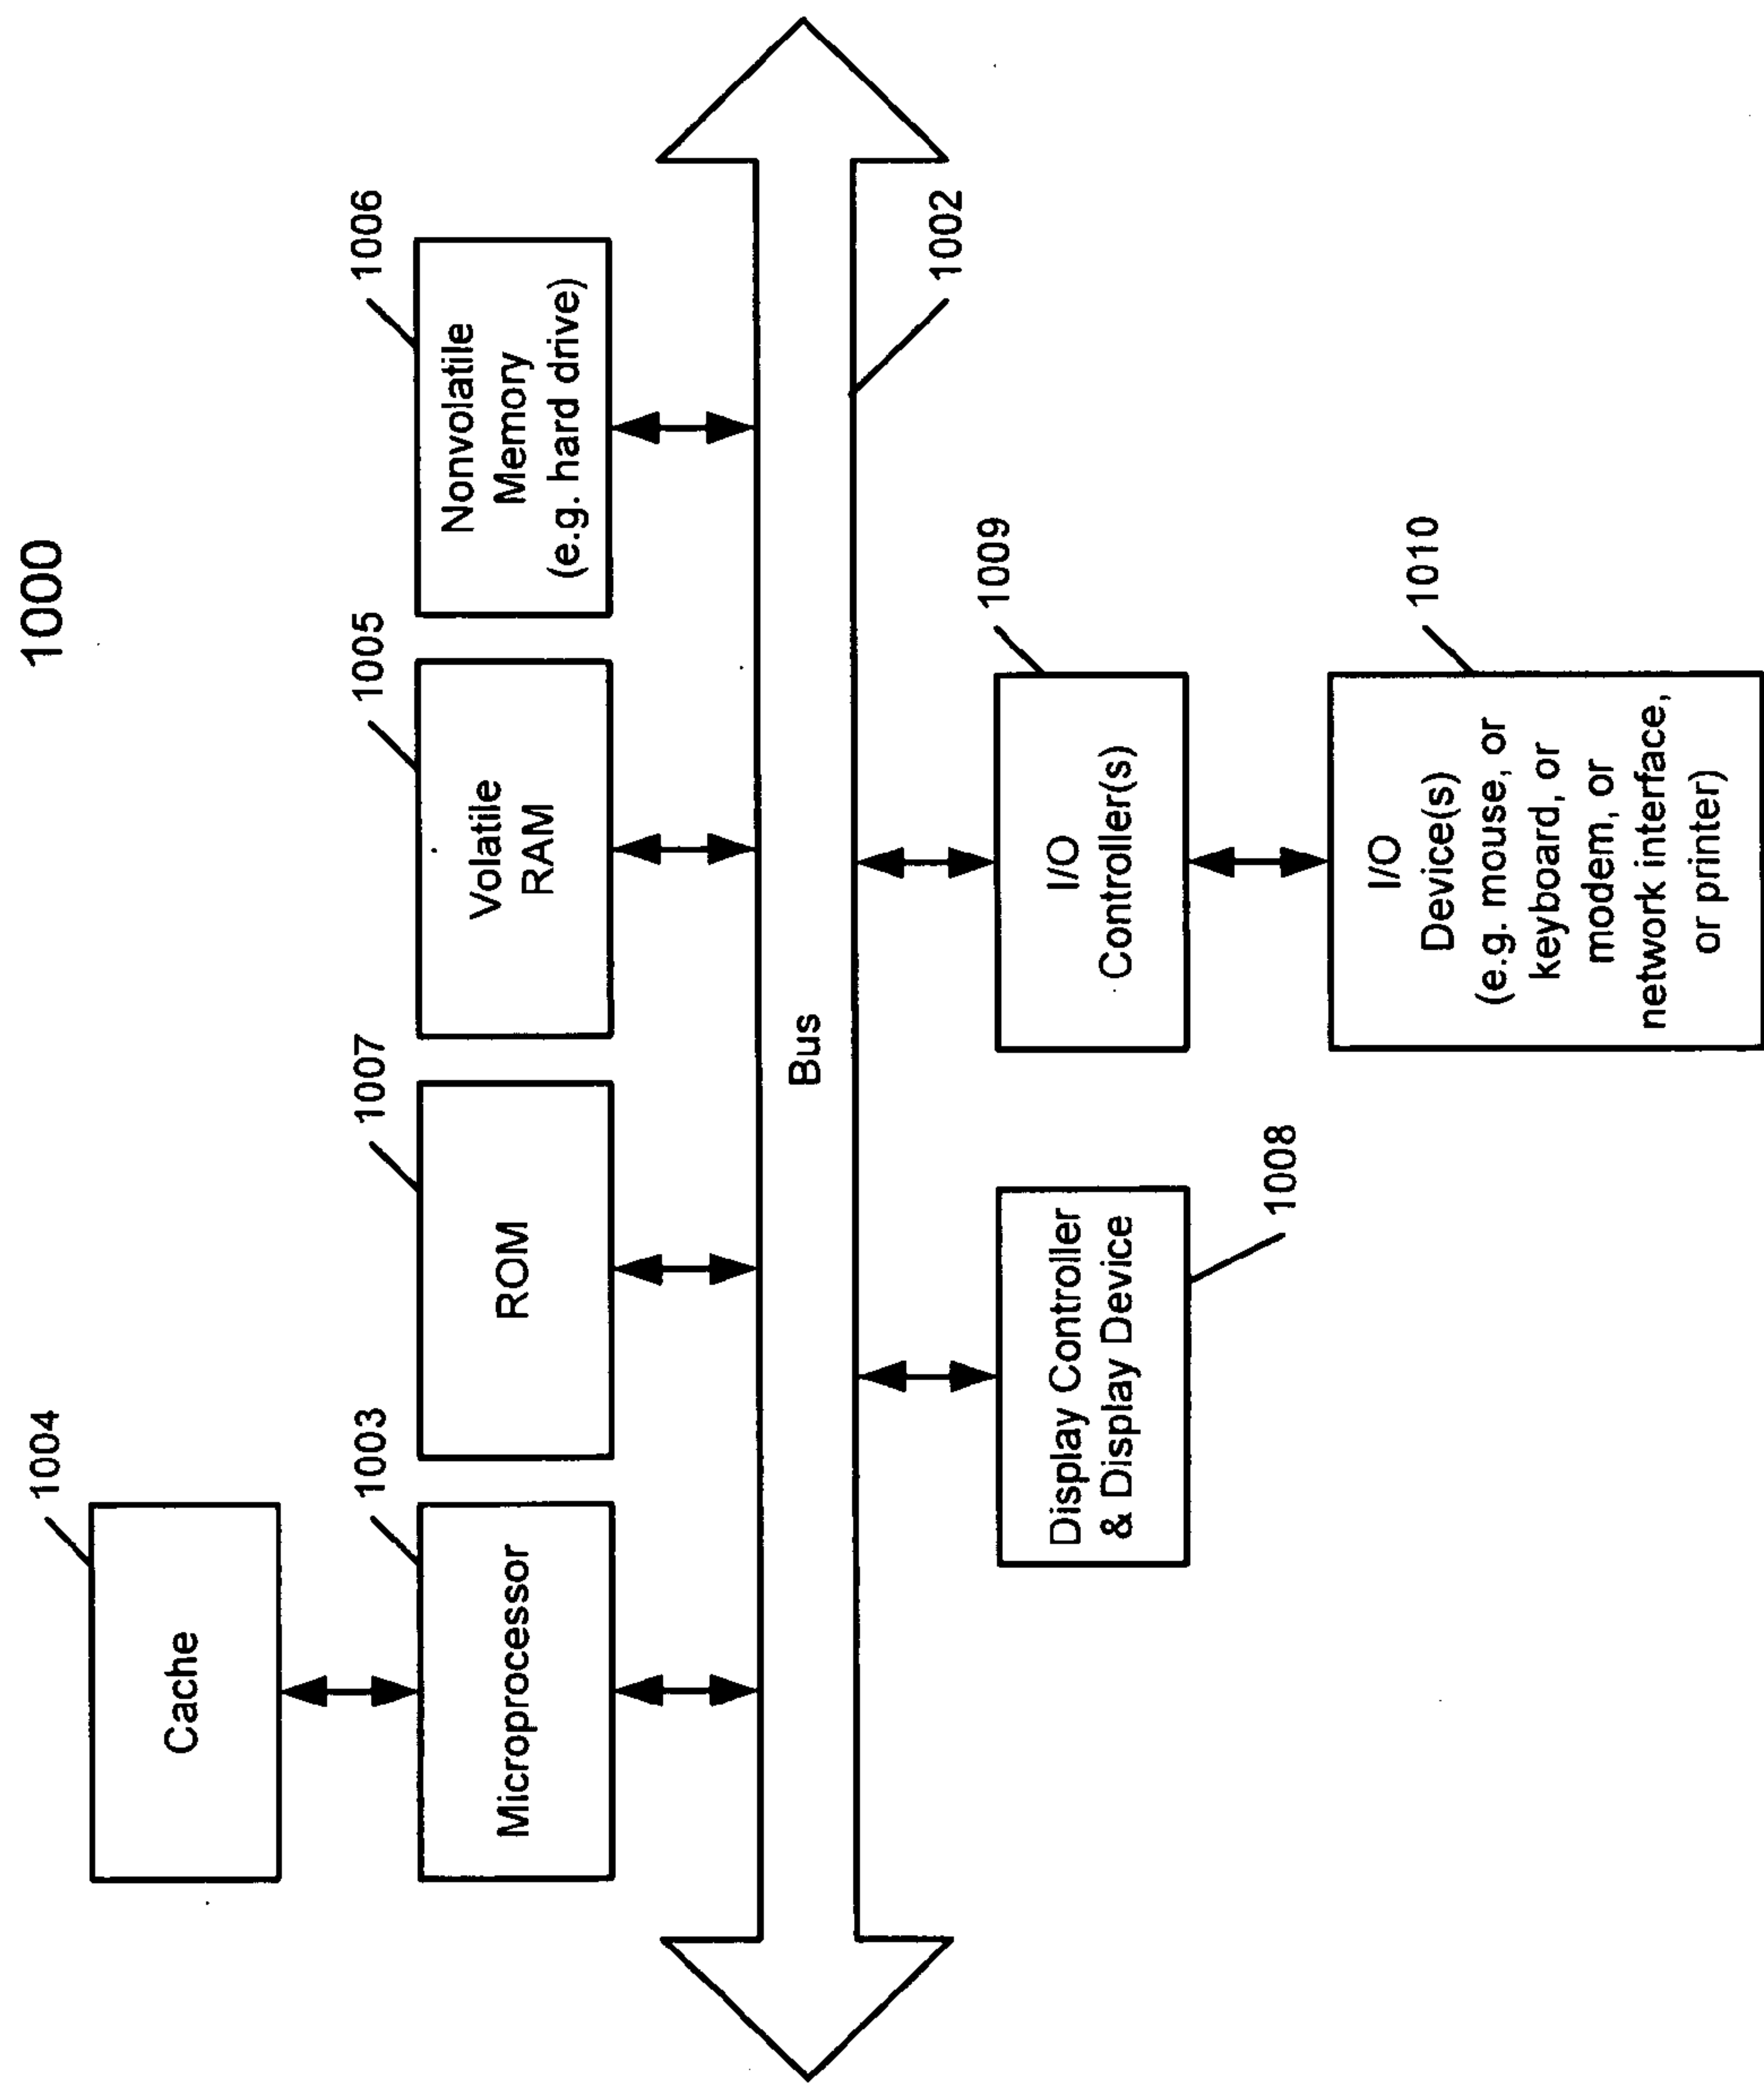 1000
1004
Cache
1003
Microprocessor
1007
ROM
1005
Volatile
RAM
1006
Nonvolatile
Memory
(e.g. hard drive)
Bus
1002
Display Controller
& Display Device
1008
I/O
Controller(s)
1009
I/O
Device(s)
(e.g. mouse, or
keyboard, or
modem, or
network interface,
or printer)
1010